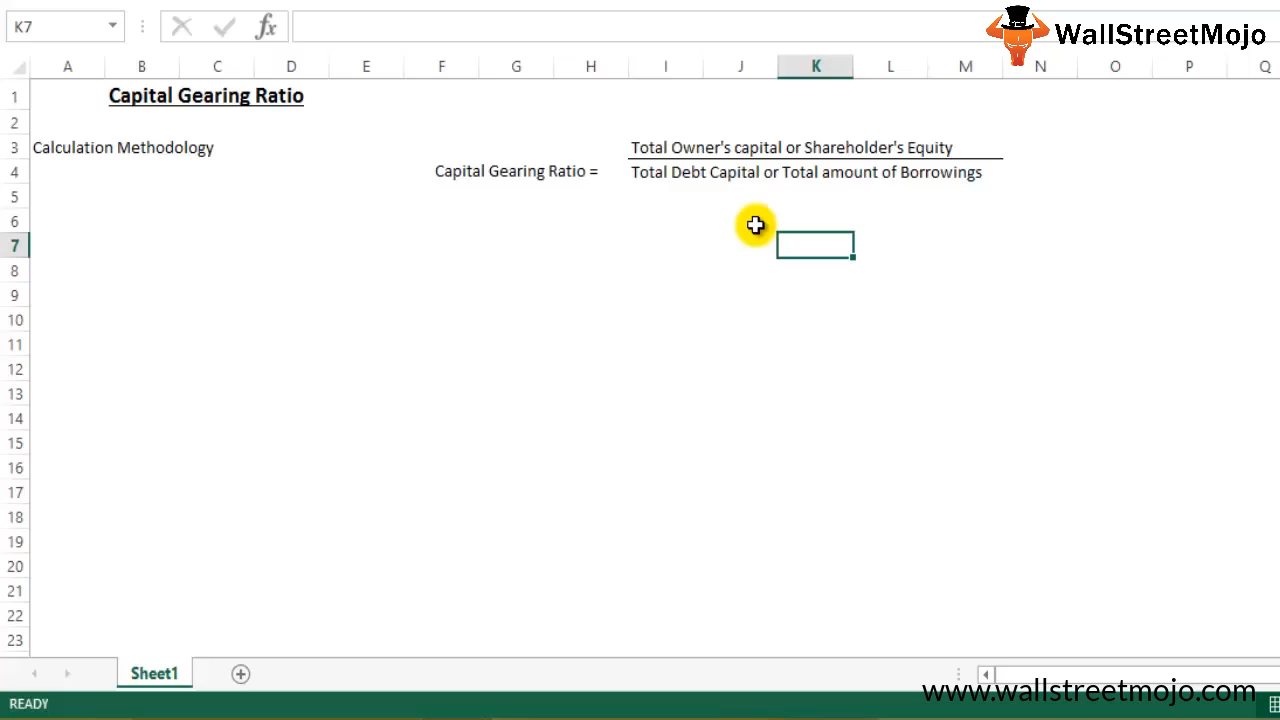 K7
fx
WallStreetMojo
A B C D E F G H I J K L M N O P Q
1 Capital Gearing Ratio
2
3 Calculation Methodology Total Owner's capital or Shareholder's Equity
4 Capital Gearing Ratio = Total Debt Capital or Total amount of Borrowings
5
6
7
8
9
10
11
12
13
14
15
16
17
18
19
20
21
22
23
Sheet1
www.wallstreetmojo.com
READY